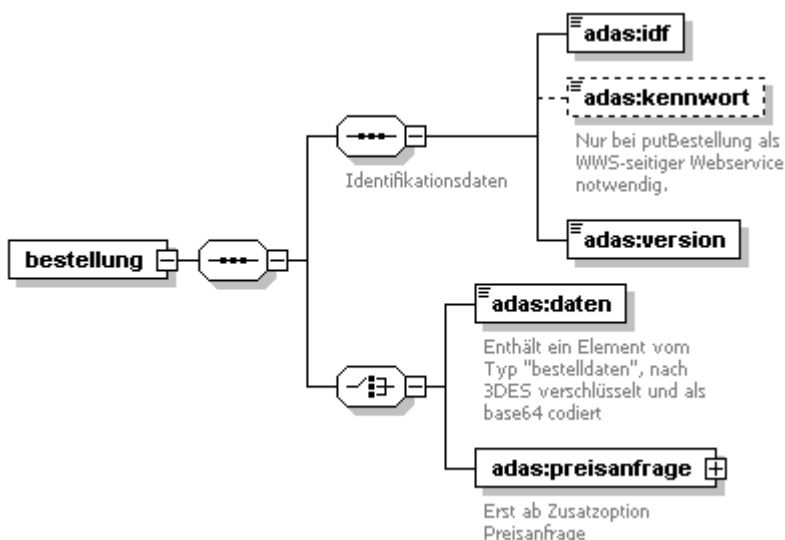 adas:idf
adas:kennwort
Nur bei putBestellung als
WWS-seitiger Webservice
notwendig.
Identifikationsdaten
adas:version
bestellung
adas:daten
Enthält ein Element vom
Typ "bestelldaten", nach
3DES verschlüsselt und als
base64 codiert
adas:preisanfrage
Erst ab Zusatzoption
Preisanfrage